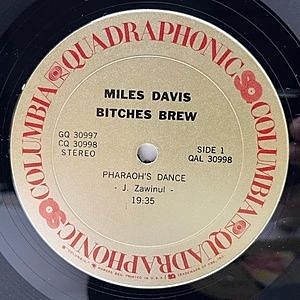 COLUMBIA QUADRAPHONIC COLUMBIA QUADRAPHONIC
MILES DAVIS
BITCHES BREW
GQ 30997
CQ 30998
STEREO
SIDE 1
QAL 30998
PHARAOH'S DANCE
- J. Zawinul -
19:35